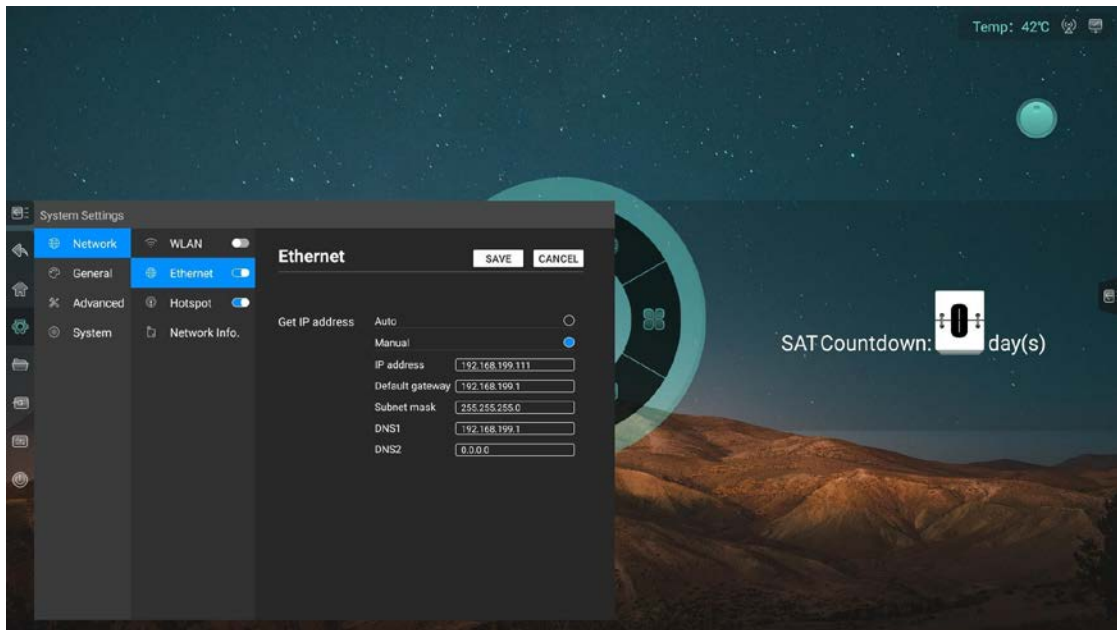 Temp: 42℃
System Settings
Network
General
Advanced
System
WLAN
Ethernet
Hotspot
Network Info.
Ethernet
SAVE
CANCEL
Get IP address
Auto
Manual
IP address 192.168.199.111
Default gateway 192.168.199.1
Subnet mask 255.255.255.0
DNS1 192.168.199.1
DNS2 0.0.0.0
SAT Countdown: 0 day(s)